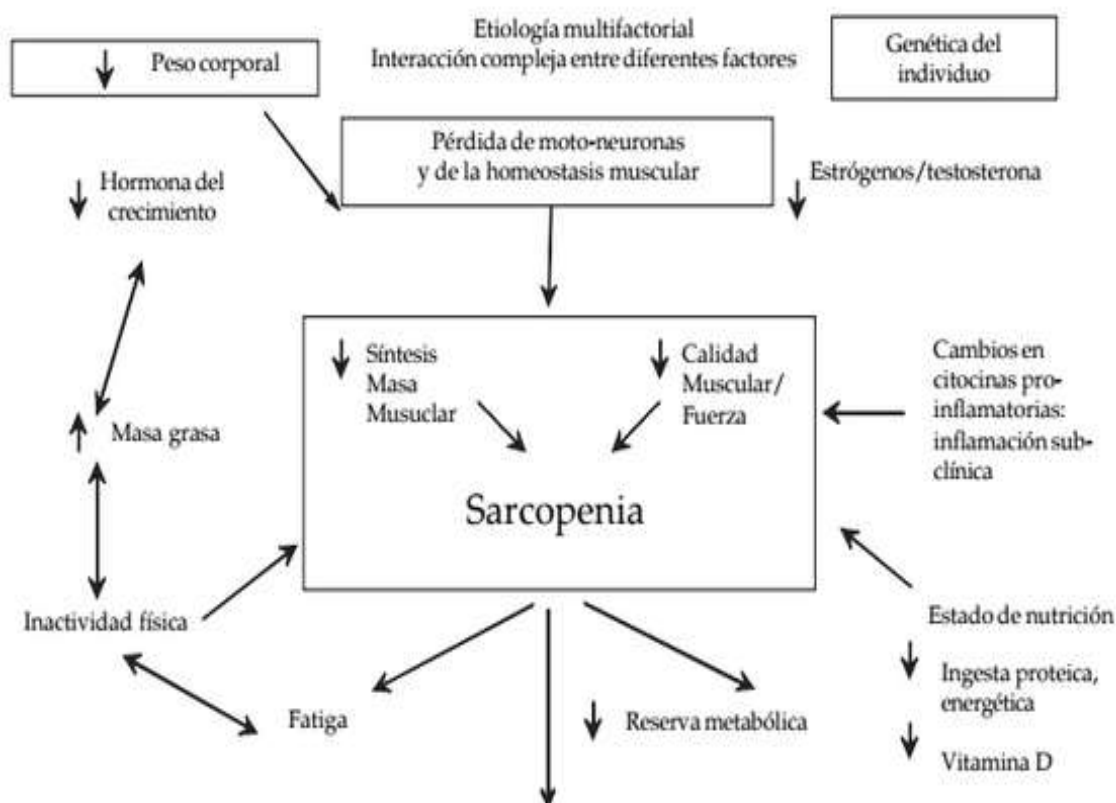 Etiología multifactorial
Interacción compleja entre diferentes factores
Peso corporal
Genética del
individuo
Pérdida de moto-neuronas
y de la homeostasis muscular
Hormona del
crecimiento
Estrógenos/testosterona
Síntesis
Masa
Musuclar
Calidad
Muscular/
Fuerza
Cambios en
citocinas pro-
inflamatorias:
inflamación sub-
clínica
Masa grasa
Sarcopenia
Inactividad física
Estado de nutrición
Ingesta proteica,
energética
Fatiga
Reserva metabólica
Vitamina D